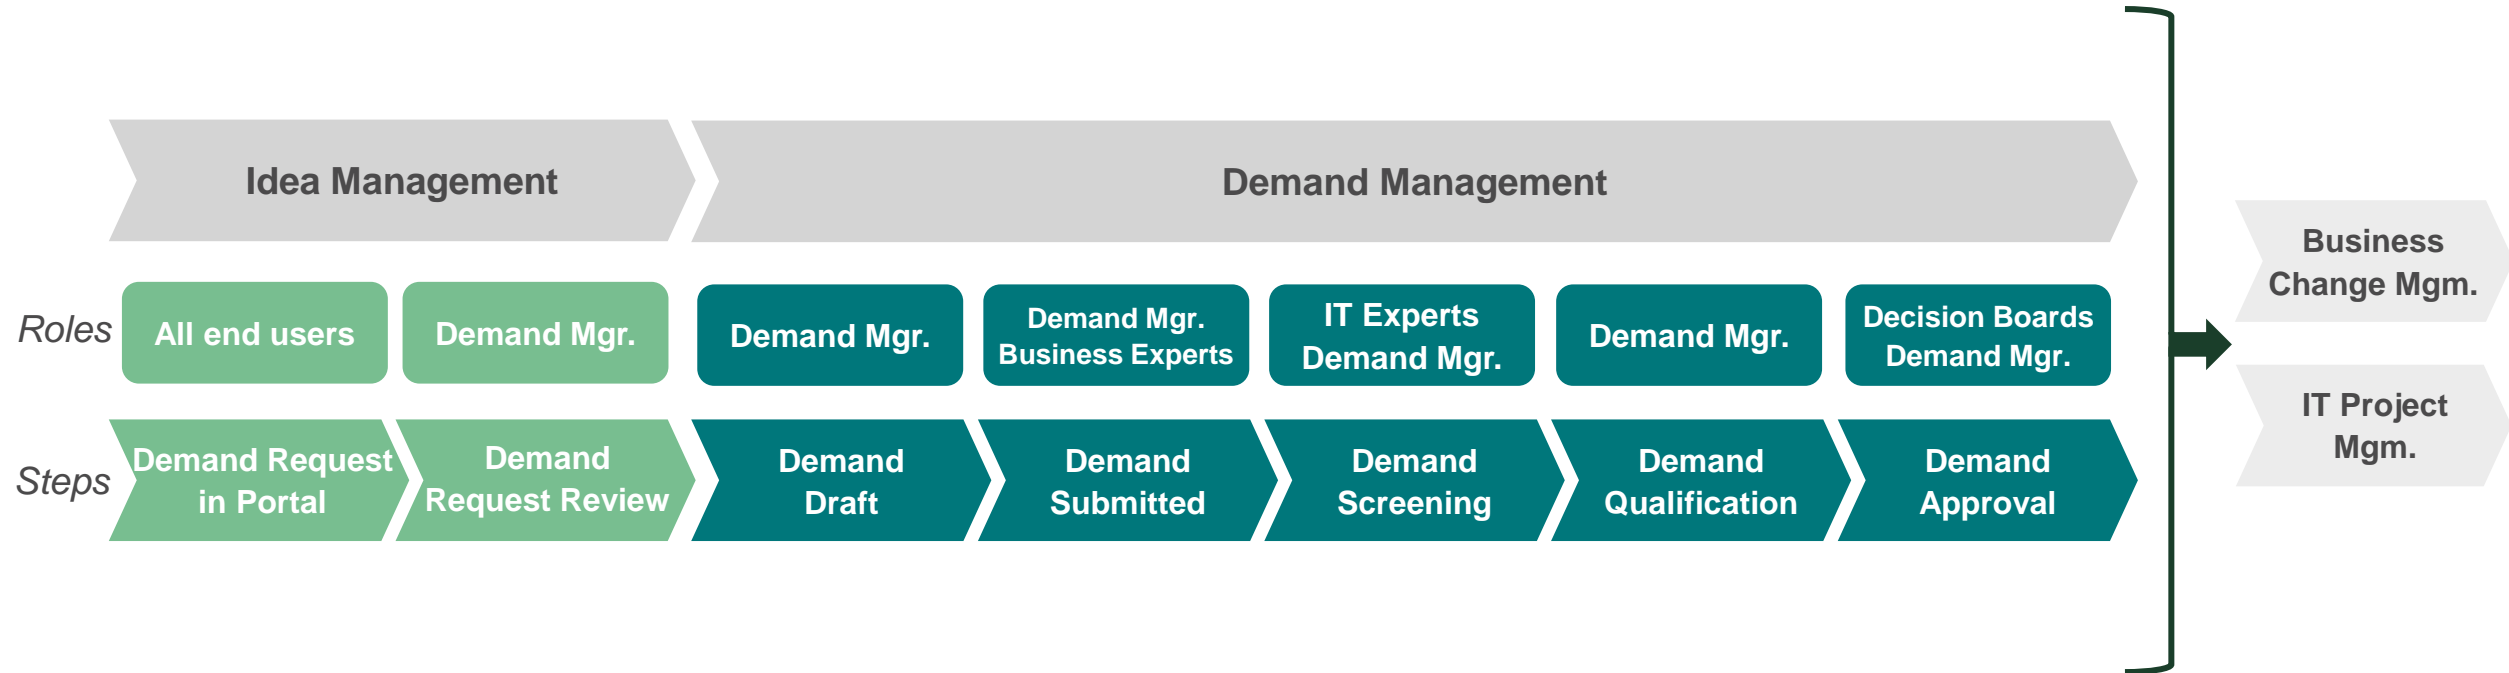 Idea Management
Demand Management
Business
Change Mgm.
Roles
All end users
Demand Mgr.
Demand Mgr.
Demand Mgr.
Business Experts
IT Experts
Demand Mgr.
Demand Mgr.
Decision Boards
Demand Mgr.
IT Project
Mgm.
Steps
Demand Request
in Portal
Demand
Request Review
Demand
Draft
Demand
Submitted
Demand
Screening
Demand
Qualification
Demand
Approval